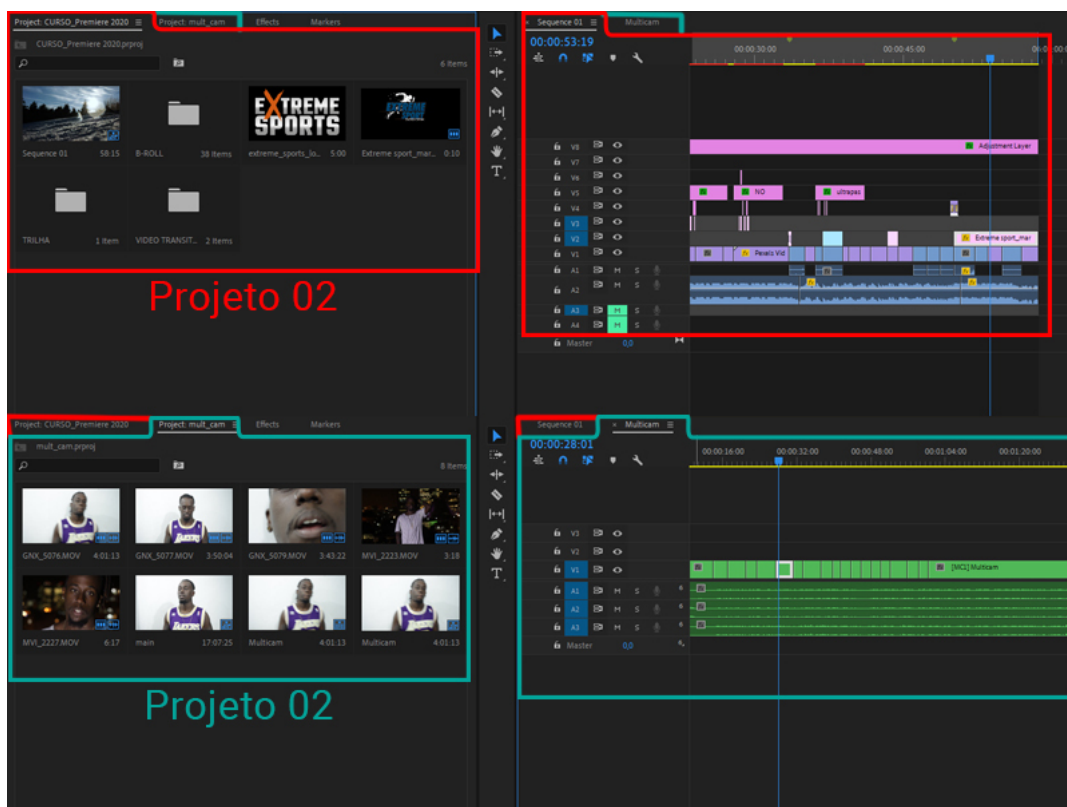 Project: CURSO_Premiere 2020
Project: mult_cam
Effects
Markers
CURSO_Premiere 2020.prproj
6 Items
Sequence 01 58:15
B-ROLL 38 Items
EXTREME
SPORTS
extreme_sports_lo... 5:00
Extreme sport_mar... 0:10
TRILHA 1 Item
VIDEO TRANSIT... 2 Items
Projeto 02
T
× Sequence 01
Multicam
00:00:53:19
00:00:30:00
00:00:45:00
V8
Adjustment Layer
V7
V6
V5
NO
ultrapas
V4
V3
V2
fx Extreme sport_mar
V1
fx Pexels Vid
A1 M S
A2 M S
A3 M S
A4 M S
Master 0,0
Project: CURSO_Premiere 2020
Project: mult_cam
Effects
Markers
mult_cam.prproj
8 Items
GNX_5076.MOV 4:01:13
GNX_5077.MOV 3:50:04
GNX_5079.MOV 3:43:22
MVI_2223.MOV 3:18
MVI_2227.MOV 6:17
main 17:07:25
Multicam 4:01:13
Multicam 4:01:13
Projeto 02
T
Sequence 01
× Multicam
00:00:28:01
00:00:16:00
00:00:32:00
00:00:48:00
00:01:04:00
00:01:20:00
V3
V2
V1
[MC1] Multicam
A1 M S 6
A2 M S 6
A3 M S 6
Master 0,0